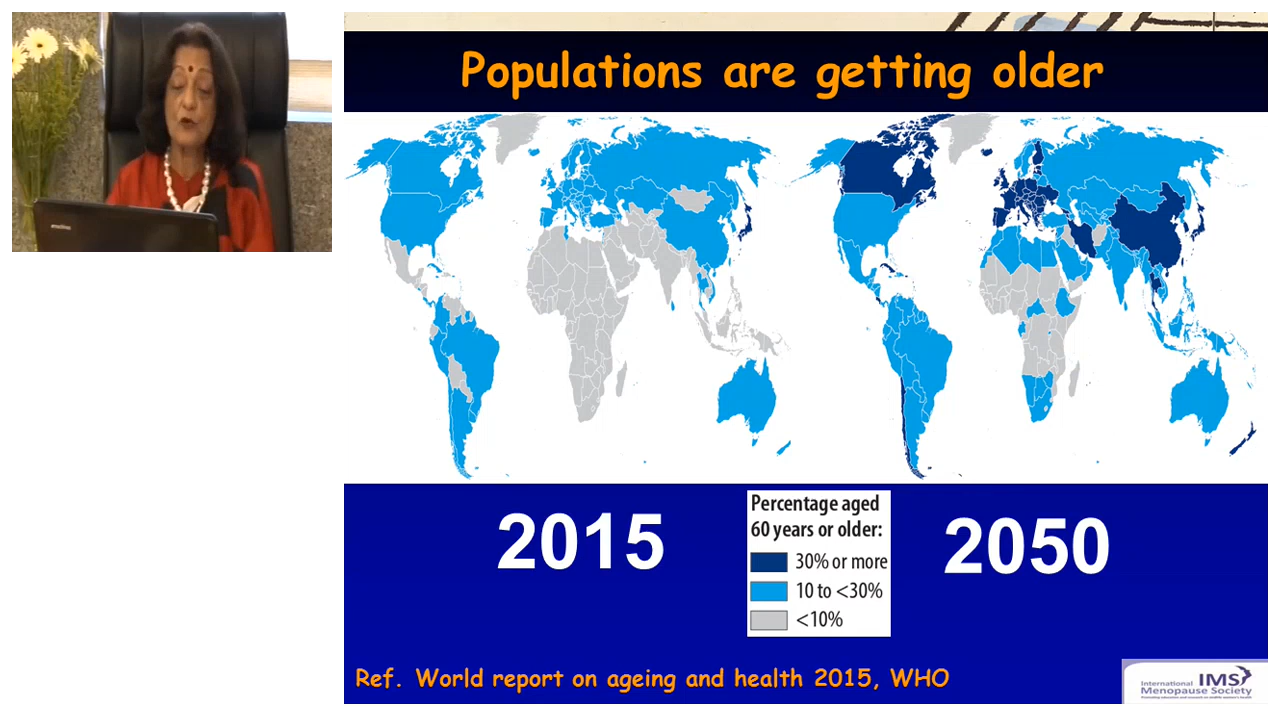 Populations are getting older
2015
Percentage aged
60 years or older:
30% or more
10 to <30%
<10%
2050
Ref. World report on ageing and health 2015, WHO
International IMS
Menopause Society